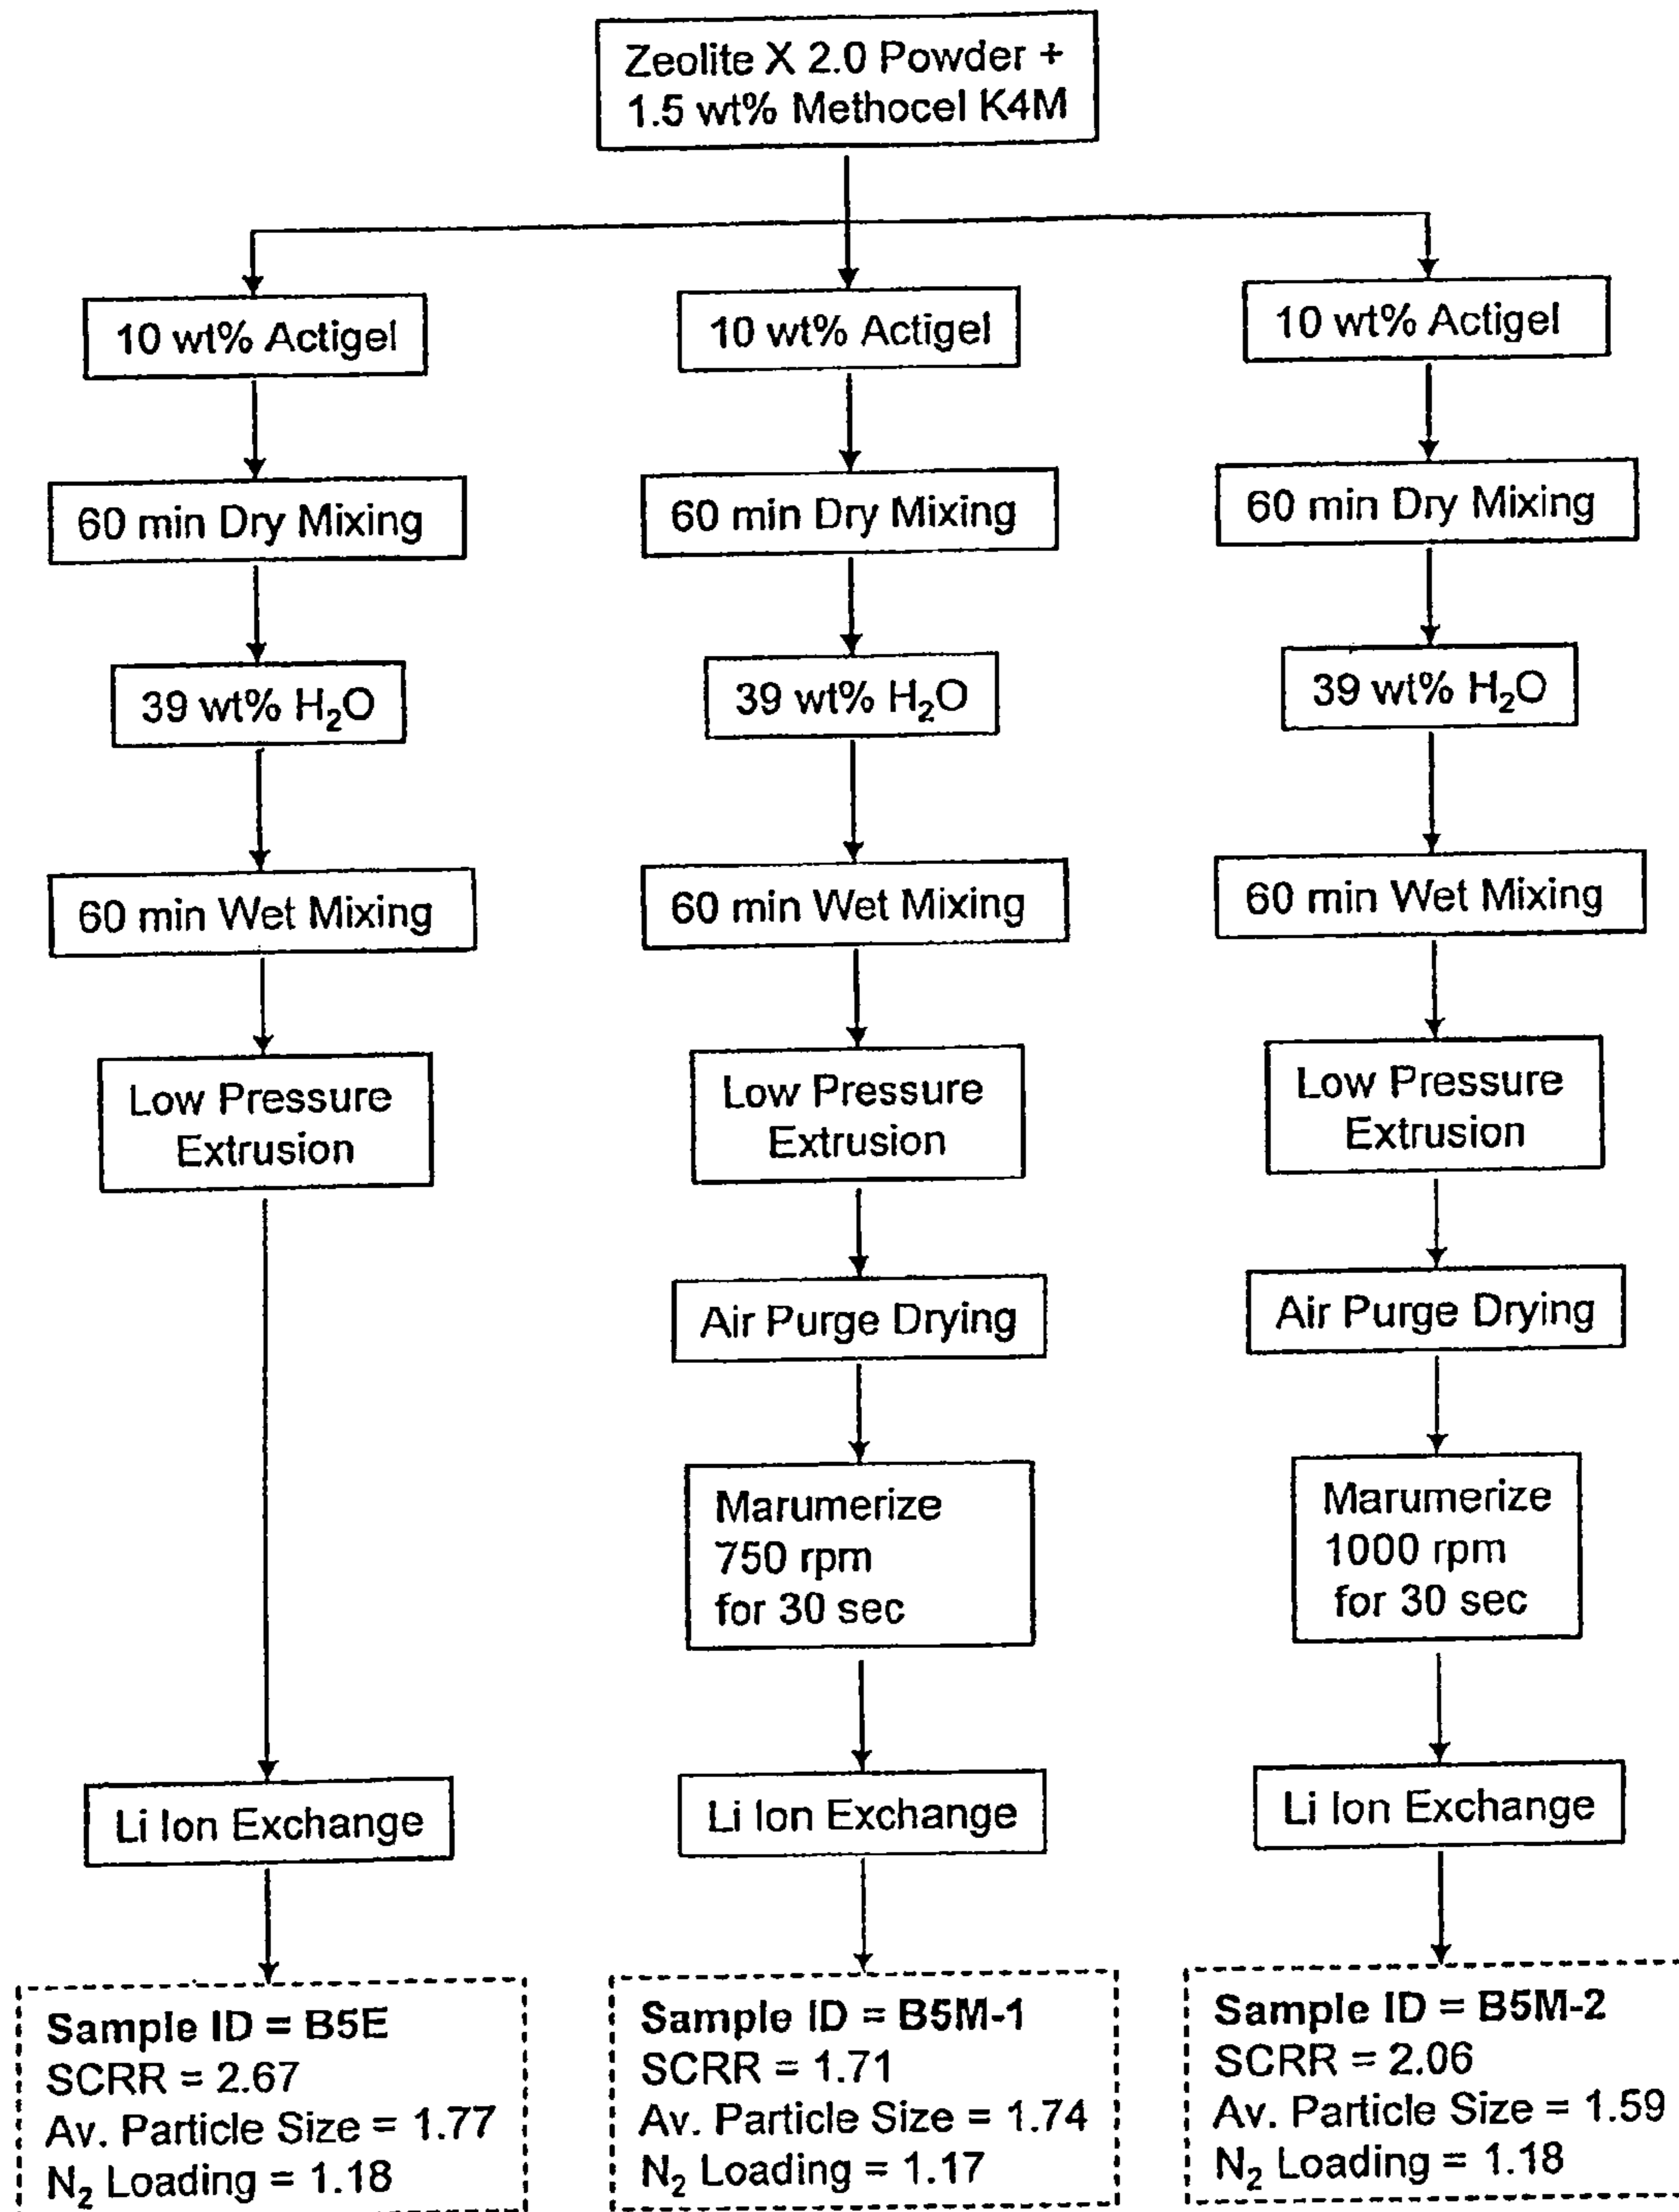 Zeolite X 2.0 Powder +
1.5 wt% Methocel K4M
10 wt% Actigel
10 wt% Actigel
10 wt% Actigel
60 min Dry Mixing
60 min Dry Mixing
60 min Dry Mixing
39 wt% H₂O
39 wt% H₂O
39 wt% H₂O
60 min Wet Mixing
60 min Wet Mixing
60 min Wet Mixing
Low Pressure
Extrusion
Low Pressure
Extrusion
Low Pressure
Extrusion
Air Purge Drying
Air Purge Drying
Marumerize
750 rpm
for 30 sec
Marumerize
1000 rpm
for 30 sec
Li Ion Exchange
Li Ion Exchange
Li Ion Exchange
Sample ID = B5E
SCRR = 2.67
Av. Particle Size = 1.77
N₂ Loading = 1.18
Sample ID = B5M-1
SCRR = 1.71
Av. Particle Size = 1.74
N₂ Loading = 1.17
Sample ID = B5M-2
SCRR = 2.06
Av. Particle Size = 1.59
N₂ Loading = 1.18